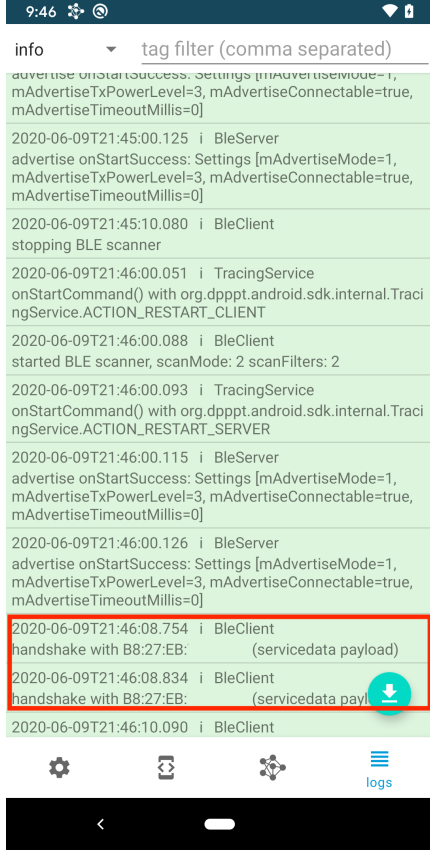 9:46
info
tag filter (comma separated)
advertise onStartSuccess: Settings [mAdvertiseMode=1,
mAdvertiseTxPowerLevel=3, mAdvertiseConnectable=true,
mAdvertiseTimeoutMillis=0]
2020-06-09T21:45:00.125 i BleServer
advertise onStartSuccess: Settings [mAdvertiseMode=1,
mAdvertiseTxPowerLevel=3, mAdvertiseConnectable=true,
mAdvertiseTimeoutMillis=0]
2020-06-09T21:45:10.080 i BleClient
stopping BLE scanner
2020-06-09T21:46:00.051 i TracingService
onStartCommand() with org.dpppt.android.sdk.internal.Traci
ngService.ACTION_RESTART_CLIENT
2020-06-09T21:46:00.088 i BleClient
started BLE scanner, scanMode: 2 scanFilters: 2
2020-06-09T21:46:00.093 i TracingService
onStartCommand() with org.dpppt.android.sdk.internal.Traci
ngService.ACTION_RESTART_SERVER
2020-06-09T21:46:00.115 i BleServer
advertise onStartSuccess: Settings [mAdvertiseMode=1,
mAdvertiseTxPowerLevel=3, mAdvertiseConnectable=true,
mAdvertiseTimeoutMillis=0]
2020-06-09T21:46:00.126 i BleServer
advertise onStartSuccess: Settings [mAdvertiseMode=1,
mAdvertiseTxPowerLevel=3, mAdvertiseConnectable=true,
mAdvertiseTimeoutMillis=0]
2020-06-09T21:46:08.754 i BleClient
handshake with B8:27:EB: (servicedata payload)
2020-06-09T21:46:08.834 i BleClient
handshake with B8:27:EB: (servicedata payl
2020-06-09T21:46:10.090 i BleClient
logs